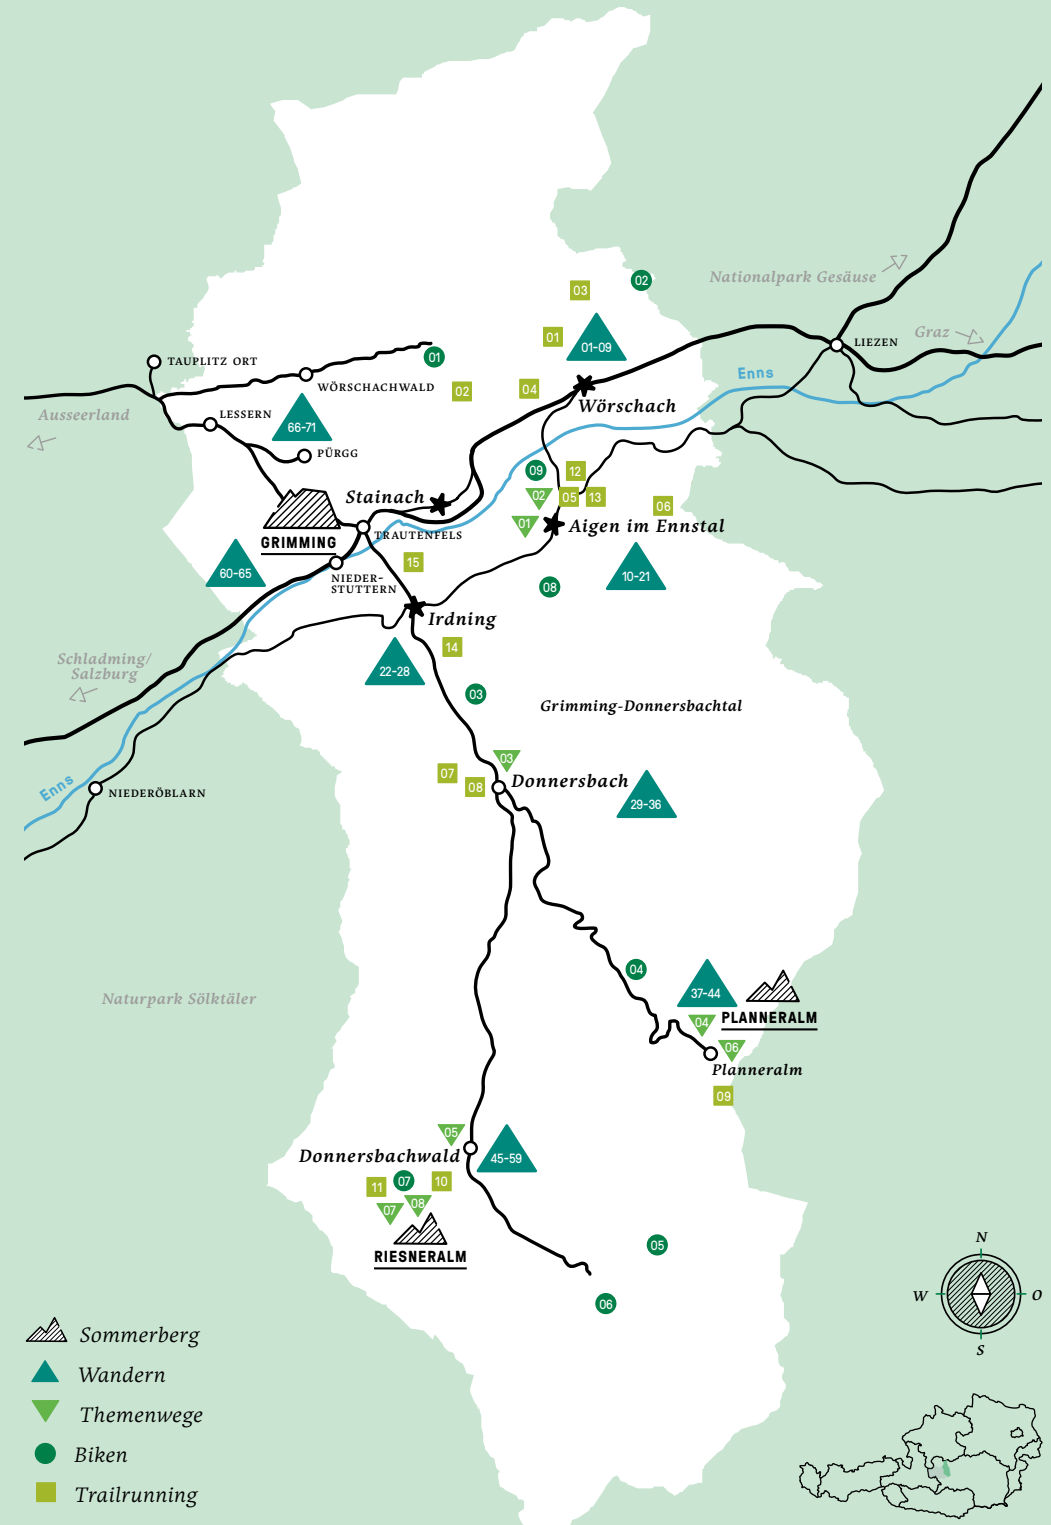 02
03
Nationalpark Gesäuse
01
01-09
Graz
LIEZEN
TAUPLITZ ORT
01
WÖRSCHACHWALD
02
04
Enns
Wörschach
Ausseerland
LESSERN
66-71
PÜRGG
09
12
Stainach
02
05
13
06
01
Aigen im Ennstal
GRIMMING
TRAUTENFELS
60-65
NIEDER-
STUTTERN
15
10-21
08
Irdning
14
22-28
Schladming/
Salzburg
03
Grimming-Donnersbachtal
03
07
08
Donnersbach
29-36
Enns
NIEDERÖBLARN
04
37-44
Naturpark Sölktäler
04
PLANNERALM
06
Planneralm
09
05
Donnersbachwald
45-59
11
07
10
07
08
RIESNERALM
05
06
N
W
O
S
Sommerberg
Wandern
Themenwege
Biken
Trailrunning